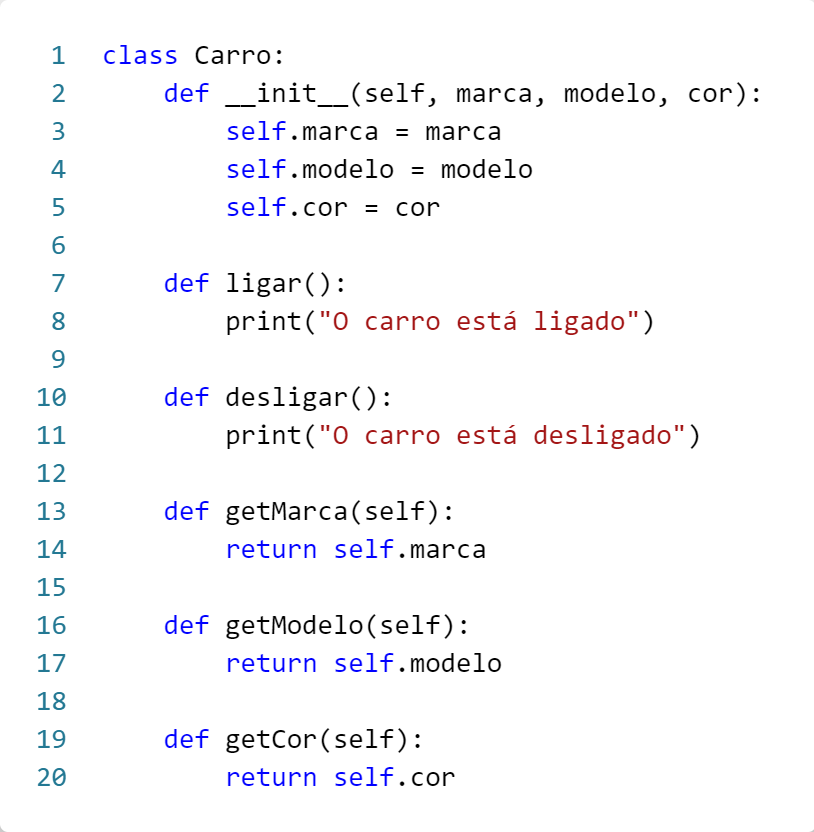 1 class Carro:
2     def __init__(self, marca, modelo, cor):
3         self.marca = marca
4         self.modelo = modelo
5         self.cor = cor
6
7     def ligar():
8         print("O carro está ligado")
9
10     def desligar():
11         print("O carro está desligado")
12
13     def getMarca(self):
14         return self.marca
15
16     def getModelo(self):
17         return self.modelo
18
19     def getCor(self):
20         return self.cor